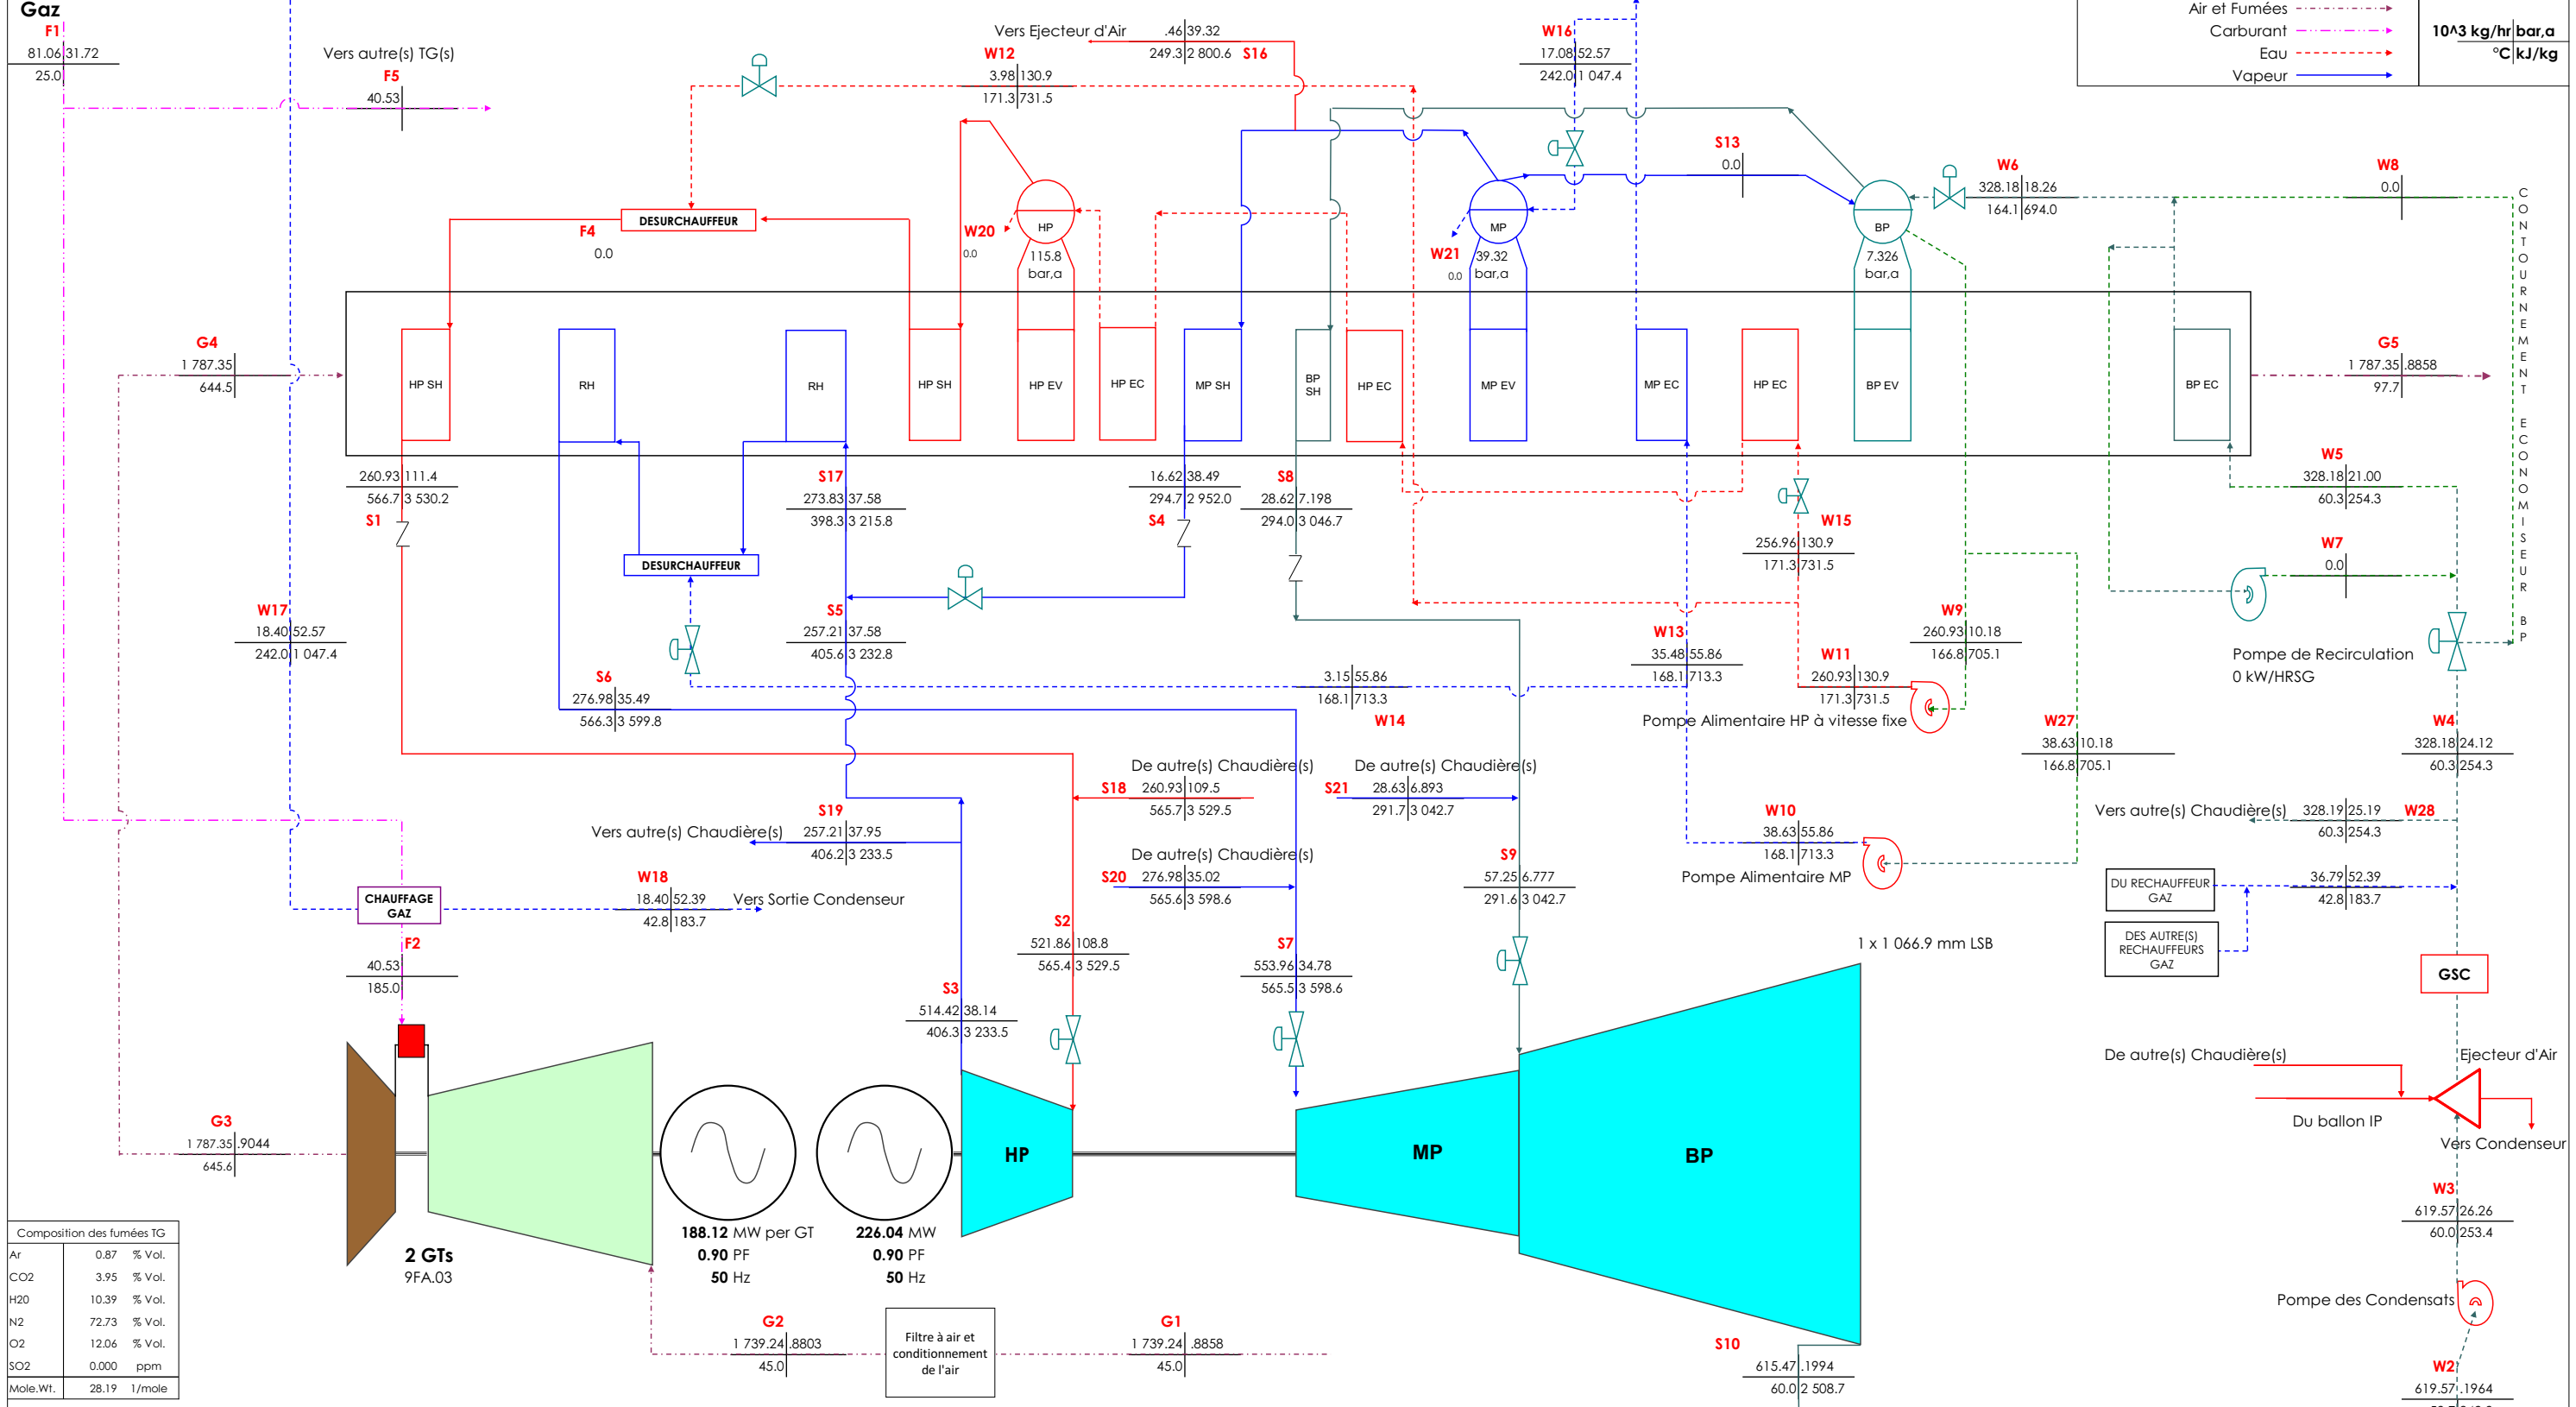 Gaz
F1
81.06 31.72
25.0
Vers autre(s) TG(s)
F5
40.53
W12
3.98 130.9
171.3 731.5
Vers Ejecteur d'Air
.46 39.32
249.3 2 800.6 S16
W16
17.08 52.57
242.0 1 047.4
Air et Fumées
Carburant
Eau
Vapeur
10^3 kg/hr bar,a
°C kJ/kg
S13
0.0
W6
328.18 18.26
164.1 694.0
W8
0.0
CONTOURNEMENT ECONOMISEUR BP
DESURCHAUFFEUR
F4
0.0
W20
0.0
HP
115.8
bar,a
W21
0.0
MP
39.32
bar,a
BP
7.326
bar,a
G4
1 787.35
644.5
HP SH
RH
RH
HP SH
HP EV
HP EC
MP SH
BP
SH
HP EC
MP EV
MP EC
HP EC
BP EV
BP EC
G5
1 787.35 .8858
97.7
260.93 111.4
566.7 3 530.2
S1
S17
273.83 37.58
398.3 3 215.8
16.62 38.49
294.7 2 952.0
S4
S8
28.62 7.198
294.0 3 046.7
W15
256.96 130.9
171.3 731.5
W5
328.18 21.00
60.3 254.3
W7
0.0
DESURCHAUFFEUR
W17
18.40 52.57
242.0 1 047.4
S5
257.21 37.58
405.6 3 232.8
W13
35.48 55.86
168.1 713.3
W9
260.93 10.18
166.8 705.1
Pompe de Recirculation
0 kW/HRSG
S6
276.98 35.49
566.3 3 599.8
3.15 55.86
168.1 713.3
W14
W11
260.93 130.9
171.3 731.5
Pompe Alimentaire HP à vitesse fixe
W27
38.63 10.18
166.8 705.1
W4
328.18 24.12
60.3 254.3
De autre(s) Chaudière(s)
S18 260.93 109.5
565.7 3 529.5
De autre(s) Chaudière(s)
S21 28.63 6.893
291.7 3 042.7
S19
Vers autre(s) Chaudière(s) 257.21 37.95
406.2 3 233.5
W10
38.63 55.86
168.1 713.3
Pompe Alimentaire MP
Vers autre(s) Chaudière(s) 328.19 25.19 W28
60.3 254.3
De autre(s) Chaudière(s)
S20 276.98 35.02
565.6 3 598.6
S9
57.25 6.777
291.6 3 042.7
CHAUFFAGE
GAZ
W18
18.40 52.39 Vers Sortie Condenseur
42.8 183.7
DU RECHAUFFEUR
GAZ
36.79 52.39
42.8 183.7
DES AUTRE(S)
RECHAUFFEURS
GAZ
F2
40.53
185.0
S2
521.86 108.8
565.4 3 529.5
S7
553.96 34.78
565.5 3 598.6
1 x 1 066.9 mm LSB
GSC
S3
514.42 38.14
406.3 3 233.5
De autre(s) Chaudière(s)
Ejecteur d'Air
Du ballon IP
Vers Condenseur
G3
1 787.35 .9044
645.6
HP
MP
BP
W3
619.57 26.26
60.0 253.4
2 GTs
9FA.03
188.12 MW per GT
0.90 PF
50 Hz
226.04 MW
0.90 PF
50 Hz
Pompe des Condensats
Composition des fumées TG
Ar 0.87 % Vol.
CO2 3.95 % Vol.
H20 10.39 % Vol.
N2 72.73 % Vol.
O2 12.06 % Vol.
SO2 0.000 ppm
Mole.Wt. 28.19 1/mole
G2
1 739.24 .8803
45.0
Filtre à air et
conditionnement
de l'air
G1
1 739.24 .8858
45.0
S10
615.47 .1994
60.0 2 508.7
W2
619.57 .1964